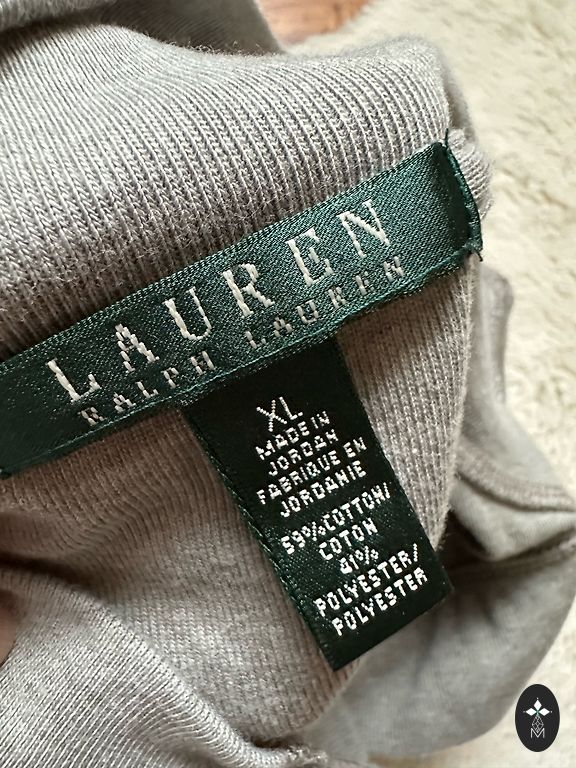 LAUREN
RALPH LAUREN
XL
MADE IN
JORDAN
FABRIQUE EN
JORDANIE
59%COTTON/
COTON
41%
POLYESTER/
POLYESTER
M